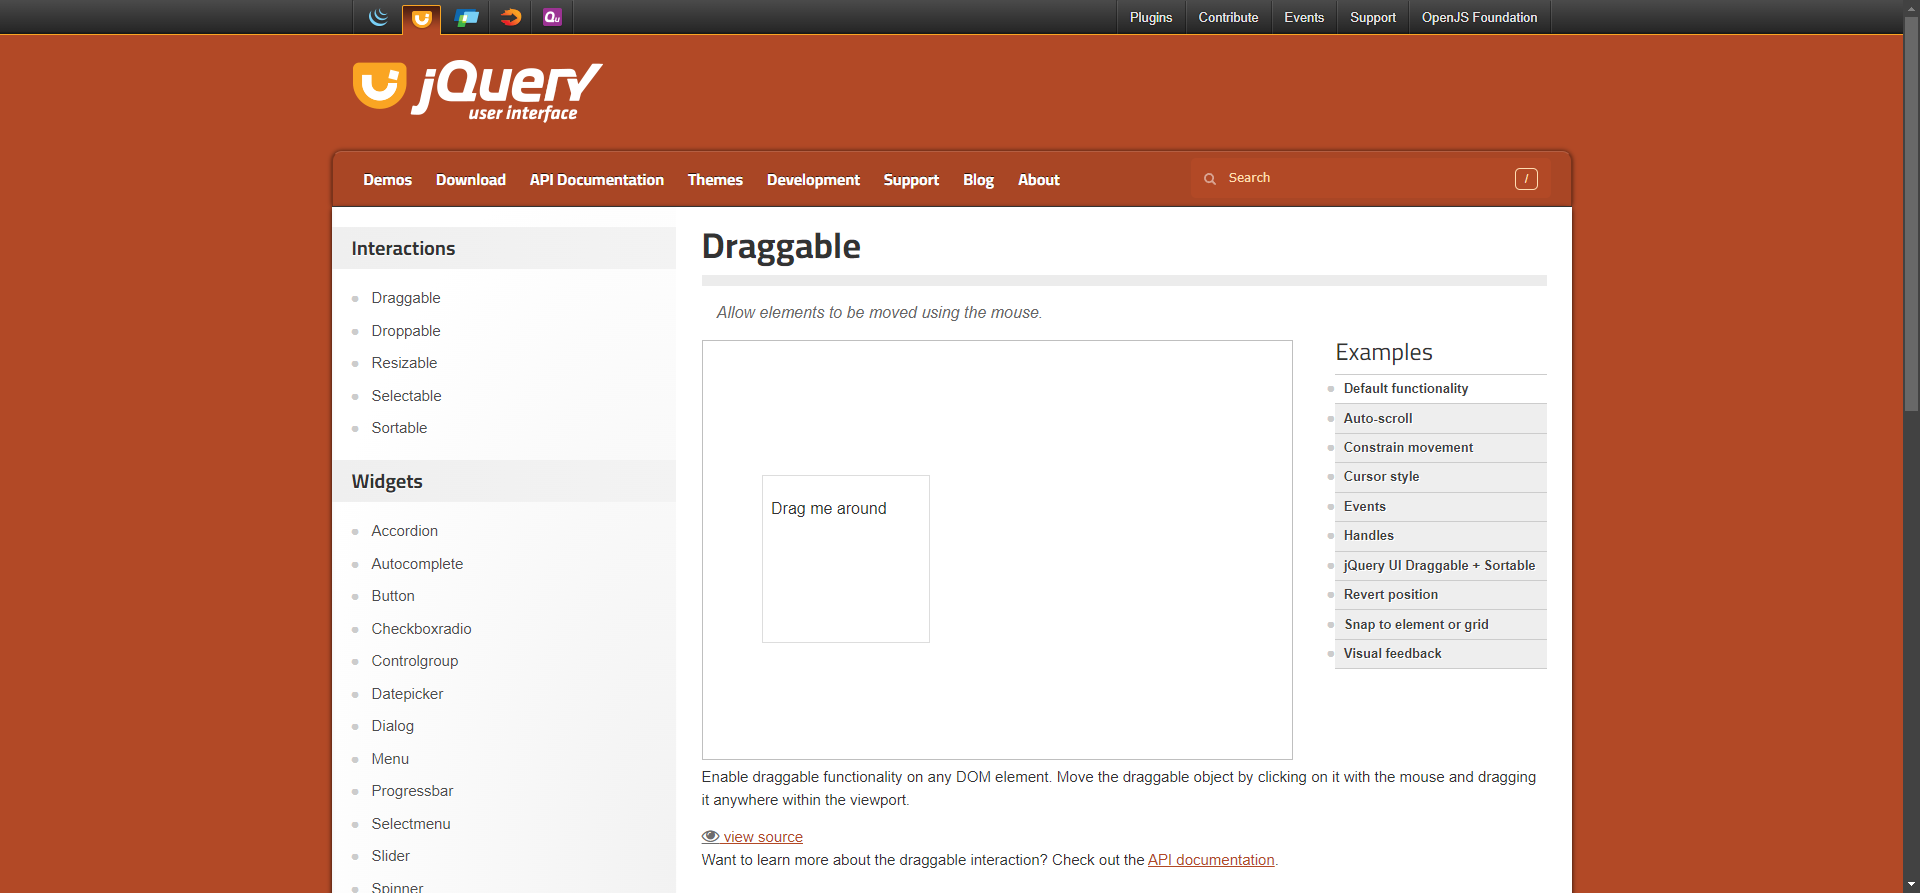 Plugins
Contribute
Events
Support
OpenJS Foundation
Qu
jQuery
user interface
Demos
Download
API Documentation
Themes
Development
Support
Blog
About
Search
/
Interactions
Draggable
Droppable
Resizable
Selectable
Sortable
Widgets
Accordion
Autocomplete
Button
Checkboxradio
Controlgroup
Datepicker
Dialog
Menu
Progressbar
Selectmenu
Slider
Spinner
Draggable
Allow elements to be moved using the mouse.
Drag me around
Examples
Default functionality
Auto-scroll
Constrain movement
Cursor style
Events
Handles
jQuery UI Draggable + Sortable
Revert position
Snap to element or grid
Visual feedback
Enable draggable functionality on any DOM element. Move the draggable object by clicking on it with the mouse and dragging
it anywhere within the viewport.
view source
Want to learn more about the draggable interaction? Check out the API documentation.